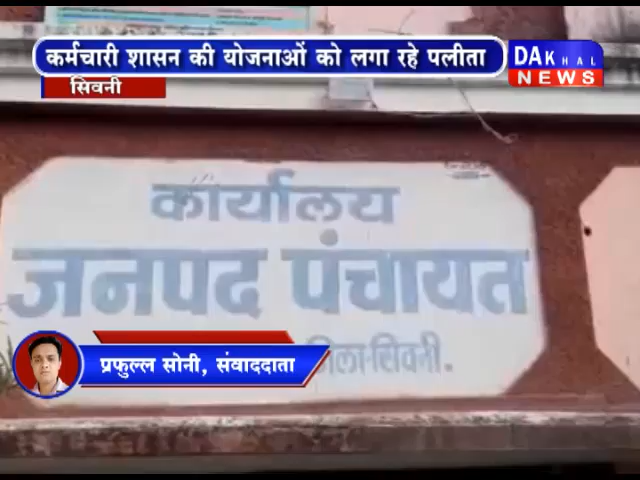 कर्मचारी शासन की योजनाओं को लगा रहे पलीता
DAKHAL
NEWS
सिवनी
कार्यालय
जनपद पंचायत
जिला-सिवनी.
प्रफुल्ल सोनी, संवाददाता